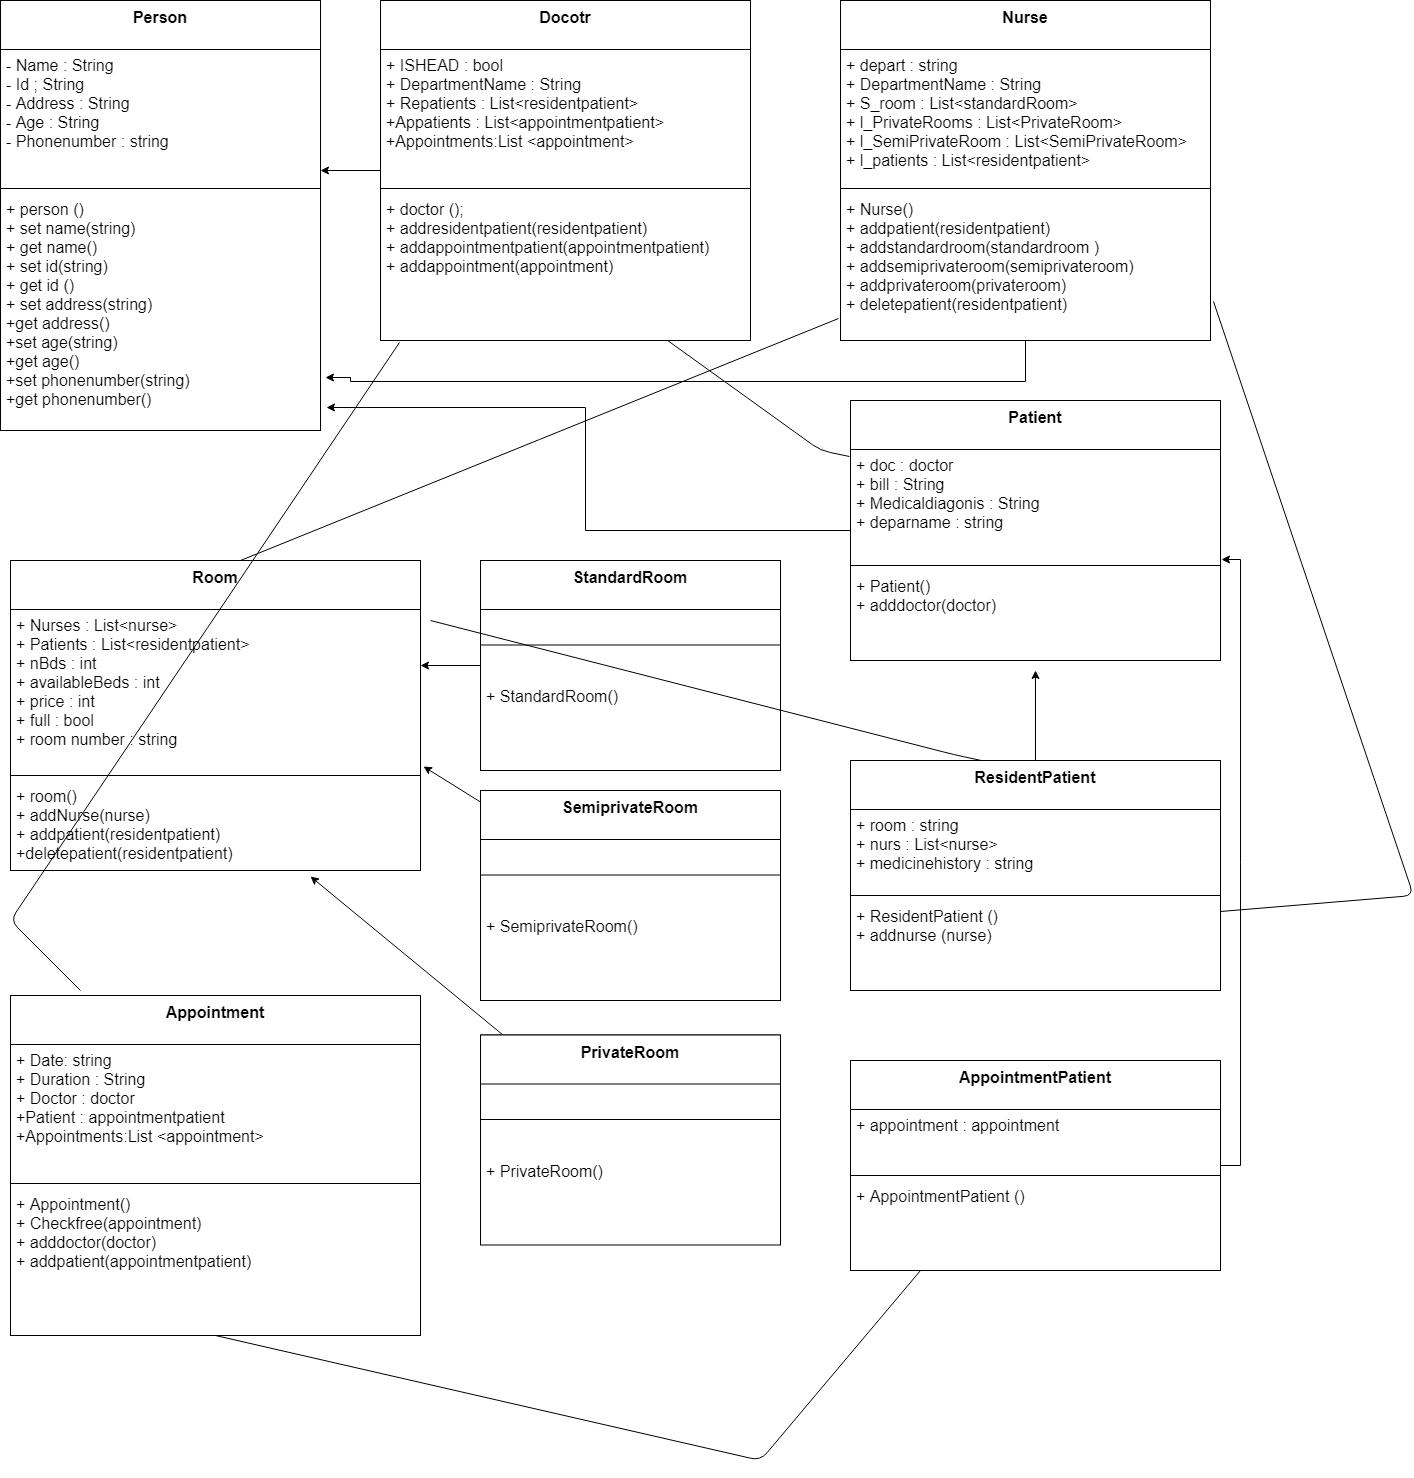 Person
- Name : String
- Id ; String
- Address : String
- Age : String
- Phonenumber : string
+ person ()
+ set name(string)
+ get name()
+ set id(string)
+ get id ()
+ set address(string)
+get address()
+set age(string)
+get age()
+set phonenumber(string)
+get phonenumber()
Docotr
+ ISHEAD : bool
+ DepartmentName : String
+ Repatients : List<residentpatient>
+Appatients : List<appointmentpatient>
+Appointments:List <appointment>
+ doctor ();
+ addresidentpatient(residentpatient)
+ addappointmentpatient(appointmentpatient)
+ addappointment(appointment)
Nurse
+ depart : string
+ DepartmentName : String
+ S_room : List<standardRoom>
+ l_PrivateRooms : List<PrivateRoom>
+ l_SemiPrivateRoom : List<SemiPrivateRoom>
+ l_patients : List<residentpatient>
+ Nurse()
+ addpatient(residentpatient)
+ addstandardroom(standardroom )
+ addsemiprivateroom(semiprivateroom)
+ addprivateroom(privateroom)
+ deletepatient(residentpatient)
Patient
+ doc : doctor
+ bill : String
+ Medicaldiagonis : String
+ deparname : string
+ Patient()
+ adddoctor(doctor)
Room
+ Nurses : List<nurse>
+ Patients : List<residentpatient>
+ nBds : int
+ availableBeds : int
+ price : int
+ full : bool
+ room number : string
+ room()
+ addNurse(nurse)
+ addpatient(residentpatient)
+deletepatient(residentpatient)
StandardRoom
+ StandardRoom()
SemiprivateRoom
+ SemiprivateRoom()
PrivateRoom
+ PrivateRoom()
ResidentPatient
+ room : string
+ nurs : List<nurse>
+ medicinehistory : string
+ ResidentPatient ()
+ addnurse (nurse)
Appointment
+ Date: string
+ Duration : String
+ Doctor : doctor
+Patient : appointmentpatient
+Appointments:List <appointment>
+ Appointment()
+ Checkfree(appointment)
+ adddoctor(doctor)
+ addpatient(appointmentpatient)
AppointmentPatient
+ appointment : appointment
+ AppointmentPatient ()